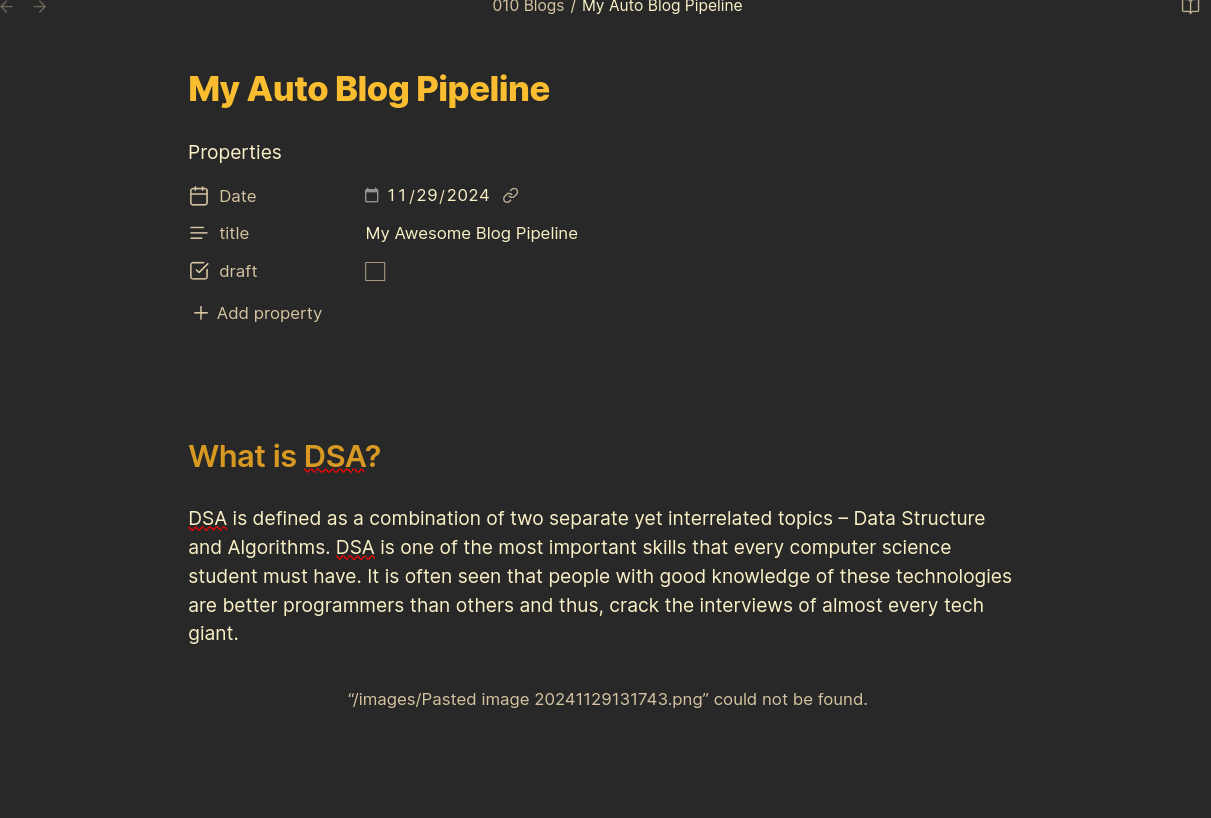 010 Blogs / My Auto Blog Pipeline
My Auto Blog Pipeline
Properties
Date 11/29/2024
title My Awesome Blog Pipeline
draft
Add property
What is DSA?
DSA is defined as a combination of two separate yet interrelated topics – Data Structure
and Algorithms. DSA is one of the most important skills that every computer science
student must have. It is often seen that people with good knowledge of these technologies
are better programmers than others and thus, crack the interviews of almost every tech
giant.
“/images/Pasted image 20241129131743.png” could not be found.